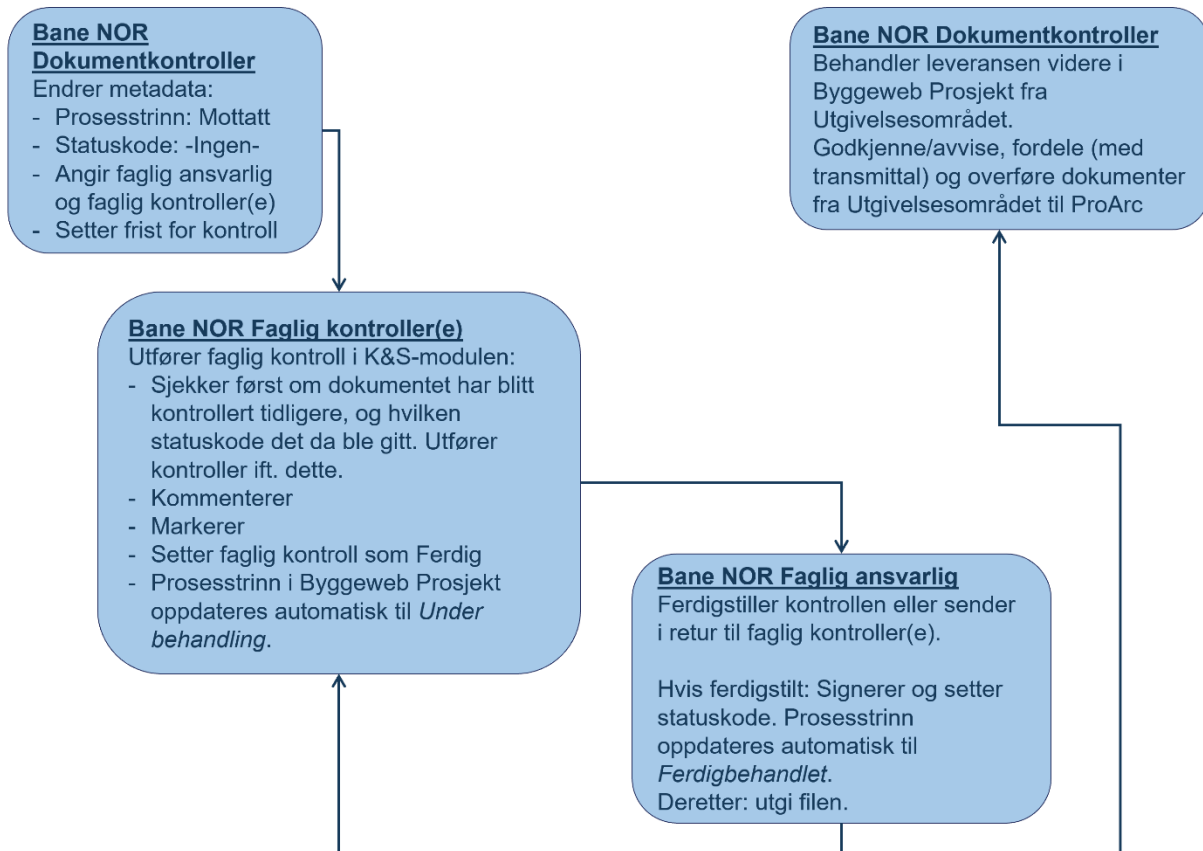 Bane NOR
Dokumentkontroller
Endrer metadata:
- Prosesstrinn: Mottatt
- Statuskode: -Ingen-
- Angir faglig ansvarlig
og faglig kontroller(e)
- Setter frist for kontroll
Bane NOR Dokumentkontroller
Behandler leveransen videre i
Byggeweb Prosjekt fra
Utgivelsesområdet.
Godkjenne/avvise, fordele (med
transmittal) og overføre dokumenter
fra Utgivelsesområdet til ProArc
Bane NOR Faglig kontroller(e)
Utfører faglig kontroll i K&S-modulen:
- Sjekker først om dokumentet har blitt
kontrollert tidligere, og hvilken
statuskode det da ble gitt. Utfører
kontroller ift. dette.
- Kommenterer
- Markerer
- Setter faglig kontroll som Ferdig
- Prosesstrinn i Byggeweb Prosjekt
oppdateres automatisk til Under
behandling.
Bane NOR Faglig ansvarlig
Ferdigstiller kontrollen eller sender
i retur til faglig kontroller(e).
Hvis ferdigstilt: Signerer og setter
statuskode. Prosesstrinn
oppdateres automatisk til
Ferdigbehandlet.
Deretter: utgi filen.